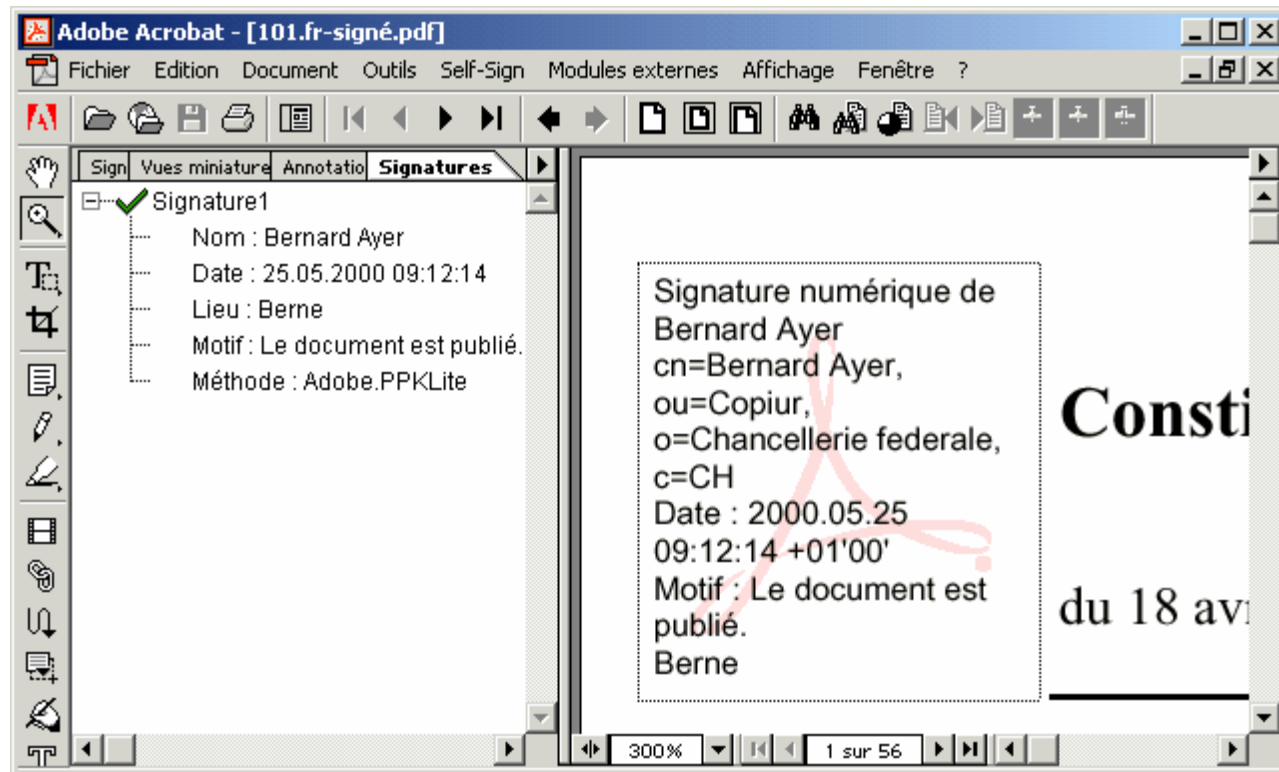 Adobe Acrobat - [101.fr-signé.pdf]
Fichier Edition Document Outils Self-Sign Modules externes Affichage Fenêtre ?
Sign Vues miniature Annotatio Signatures
Signature1
Nom : Bernard Ayer
Date : 25.05.2000 09:12:14
Lieu : Berne
Motif : Le document est publié.
Méthode : Adobe.PPKLite
Signature numérique de
Bernard Ayer
cn=Bernard Ayer,
ou=Copiur,
o=Chancellerie federale,
c=CH
Date : 2000.05.25
09:12:14 +01'00'
Motif : Le document est
publié.
Berne
Consti
du 18 avr
300% 1 sur 56